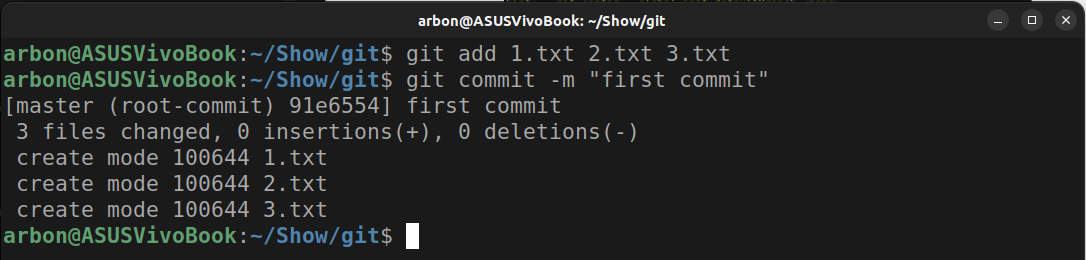 arbon@ASUSVivoBook: ~/Show/git
arbon@ASUSVivoBook:~/Show/git$ git add 1.txt 2.txt 3.txt
arbon@ASUSVivoBook:~/Show/git$ git commit -m "first commit"
[master (root-commit) 91e6554] first commit
 3 files changed, 0 insertions(+), 0 deletions(-)
 create mode 100644 1.txt
 create mode 100644 2.txt
 create mode 100644 3.txt
arbon@ASUSVivoBook:~/Show/git$